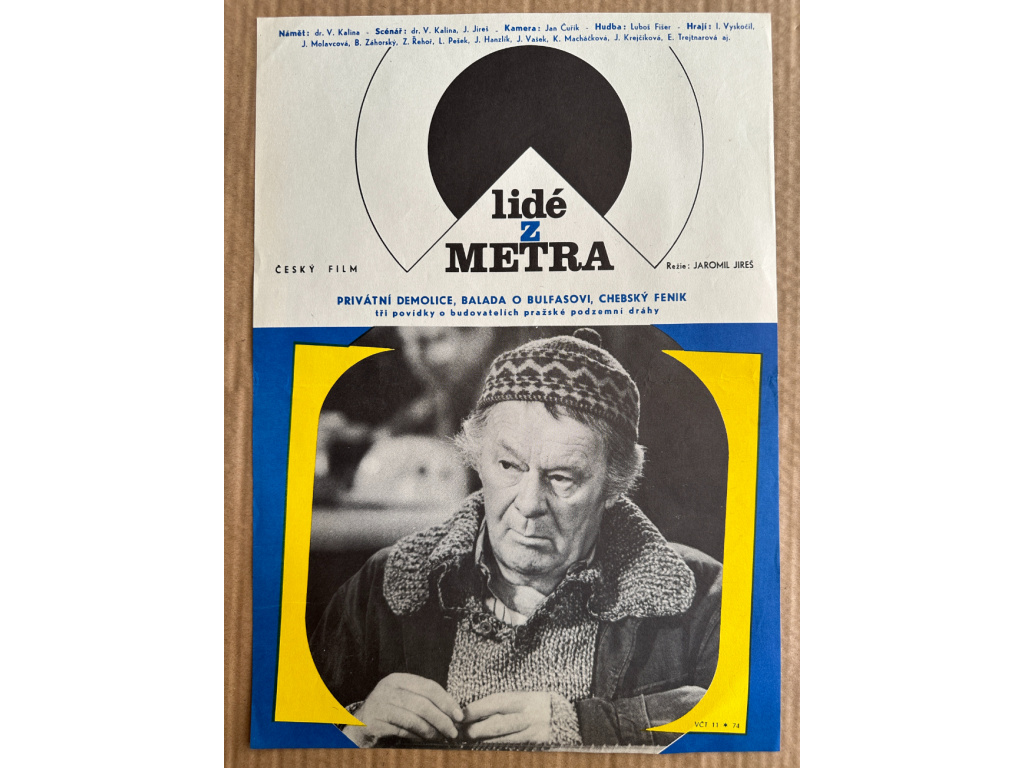 Námět: dr. V. Kalina - Scénář: dr. V. Kalina, J. Jireš - Kamera: Jan Čuřík - Hudba: Luboš Fišer - Hrají: I. Vyskočil,
J. Molavcová, B. Záhorský, Z. Řehoř, L. Pešek, J. Hanzlík, J. Vašek, K. Macháčková, J. Krejčíková, E. Trejtnarová aj.
lidé
z
METRA
ČESKÝ FILM
Režie: JAROMIL JIREŠ
PRIVÁTNÍ DEMOLICE, BALADA O BULFASOVI, CHEBSKÝ FENIK
tři povídky o budovatelích pražské podzemní dráhy
VČT 11 * 74